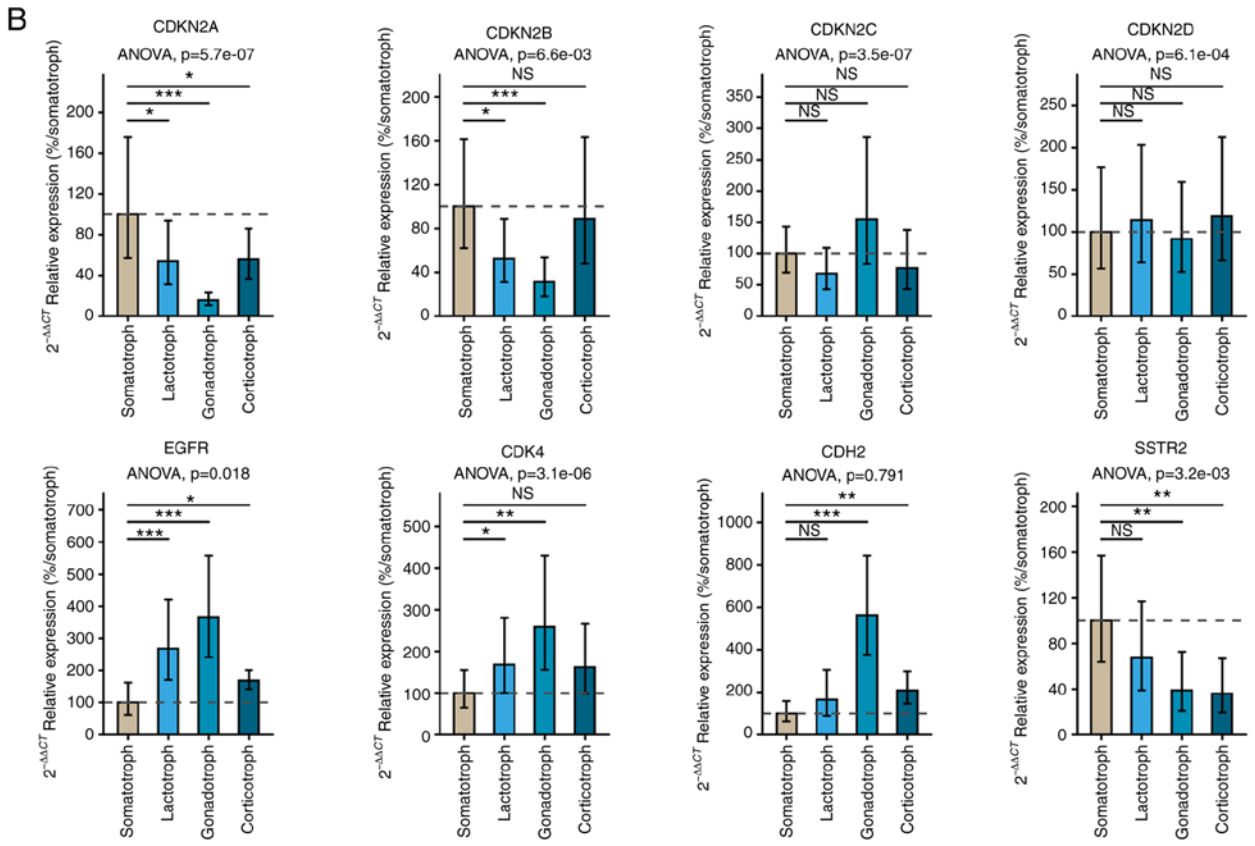 B
CDKN2A
ANOVA, p=5.7e-07
*
***
*
2^-ΔΔCT Relative expression (%/somatotroph)
200
160
120
80
40
0
Somatotroph
Lactotroph
Gonadotroph
Corticotroph
CDKN2B
ANOVA, p=6.6e-03
NS
***
*
2^-ΔΔCT Relative expression (%/somatotroph)
200
160
120
80
40
0
Somatotroph
Lactotroph
Gonadotroph
Corticotroph
CDKN2C
ANOVA, p=3.5e-07
NS
NS
NS
2^-ΔΔCT Relative expression (%/somatotroph)
350
300
250
200
150
100
50
0
Somatotroph
Lactotroph
Gonadotroph
Corticotroph
CDKN2D
ANOVA, p=6.1e-04
NS
NS
NS
2^-ΔΔCT Relative expression (%/somatotroph)
250
200
150
100
50
0
Somatotroph
Lactotroph
Gonadotroph
Corticotroph
EGFR
ANOVA, p=0.018
*
***
***
2^-ΔΔCT Relative expression (%/somatotroph)
700
600
500
400
300
200
100
0
Somatotroph
Lactotroph
Gonadotroph
Corticotroph
CDK4
ANOVA, p=3.1e-06
NS
**
*
2^-ΔΔCT Relative expression (%/somatotroph)
500
400
300
200
100
0
Somatotroph
Lactotroph
Gonadotroph
Corticotroph
CDH2
ANOVA, p=0.791
**
***
NS
2^-ΔΔCT Relative expression (%/somatotroph)
1000
800
600
400
200
0
Somatotroph
Lactotroph
Gonadotroph
Corticotroph
SSTR2
ANOVA, p=3.2e-03
**
**
NS
2^-ΔΔCT Relative expression (%/somatotroph)
200
160
120
80
40
0
Somatotroph
Lactotroph
Gonadotroph
Corticotroph